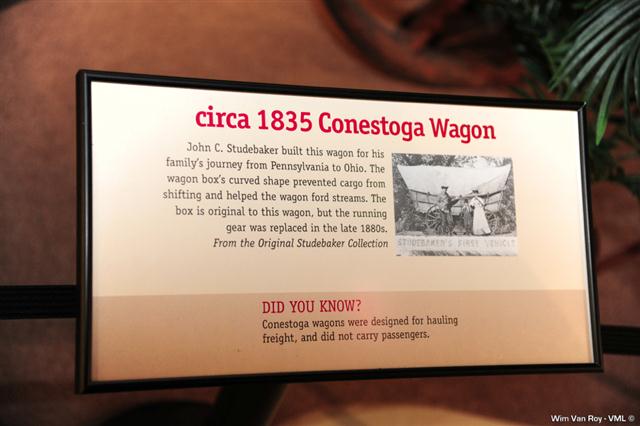 circa 1835 Conestoga Wagon
John C. Studebaker built this wagon for his
family's journey from Pennsylvania to Ohio. The
wagon box's curved shape prevented cargo from
shifting and helped the wagon ford streams. The
box is original to this wagon, but the running
gear was replaced in the late 1880s.
From the Original Studebaker Collection
STUDEBAKER'S FIRST VEHICLE
DID YOU KNOW?
Conestoga wagons were designed for hauling
freight, and did not carry passengers.
Wim Van Roy - VML ©